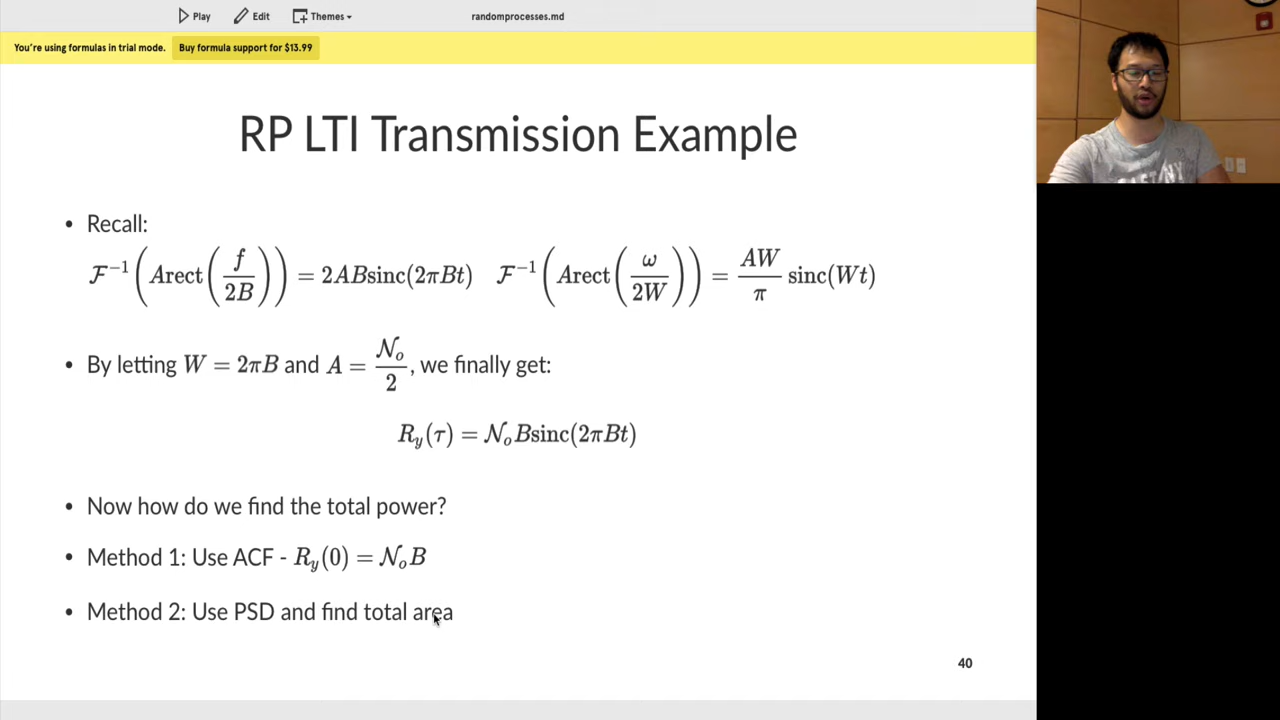 Play Edit Themes randomprocesses.md
You're using formulas in trial mode. Buy formula support for $13.99
RP LTI Transmission Example
• Recall:
ℱ⁻¹(Arect(f/2B)) = 2ABsinc(2πBt) ℱ⁻¹(Arect(ω/2W)) = AW/π sinc(Wt)
• By letting W = 2πB and A = 𝒩ₒ/2, we finally get:
R_y(τ) = 𝒩ₒBsinc(2πBt)
• Now how do we find the total power?
• Method 1: Use ACF - R_y(0) = 𝒩ₒB
• Method 2: Use PSD and find total area
40